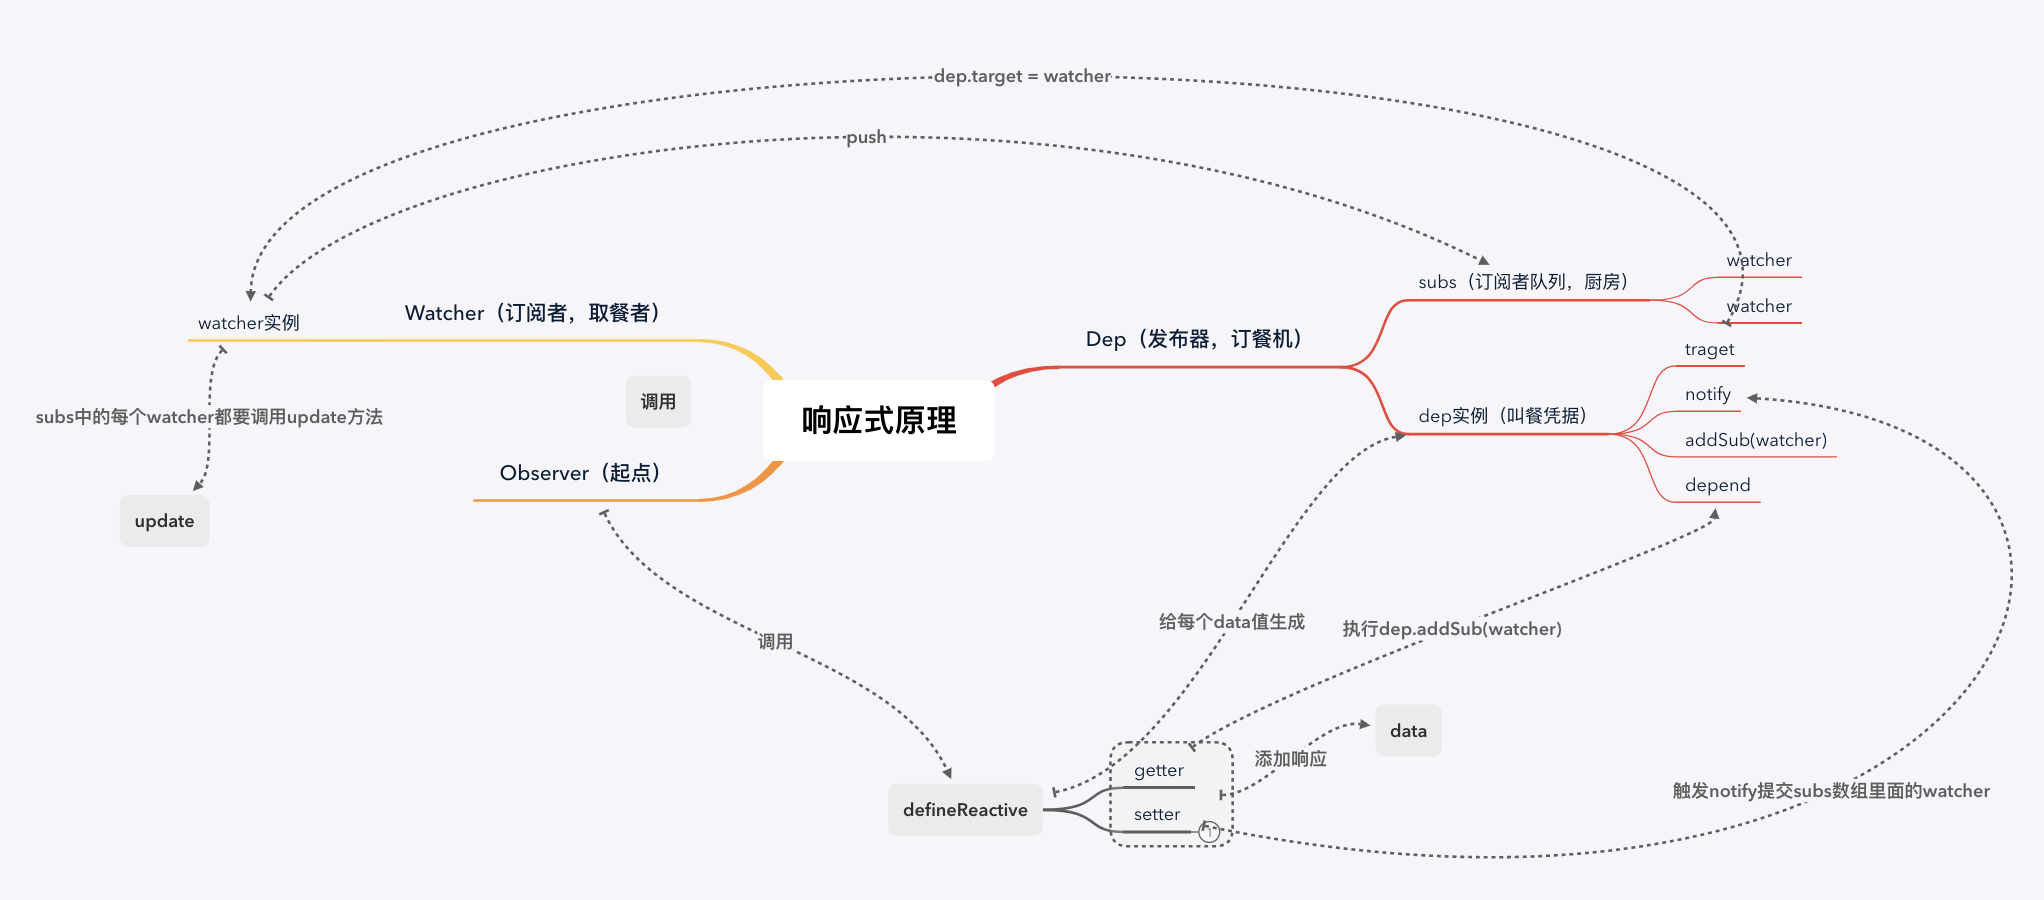 dep.target = watcher
push
watcher
subs（订阅者队列，厨房）
watcher
Watcher（订阅者，取餐者）
watcher实例
Dep（发布器，订餐机）
traget
notify
调用
响应式原理
dep实例（叫餐凭据）
subs中的每个watcher都要调用update方法
addSub(watcher)
Observer（起点）
depend
update
给每个data值生成
执行dep.addSub(watcher)
调用
data
添加响应
getter
触发notify提交subs数组里面的watcher
defineReactive
setter
1